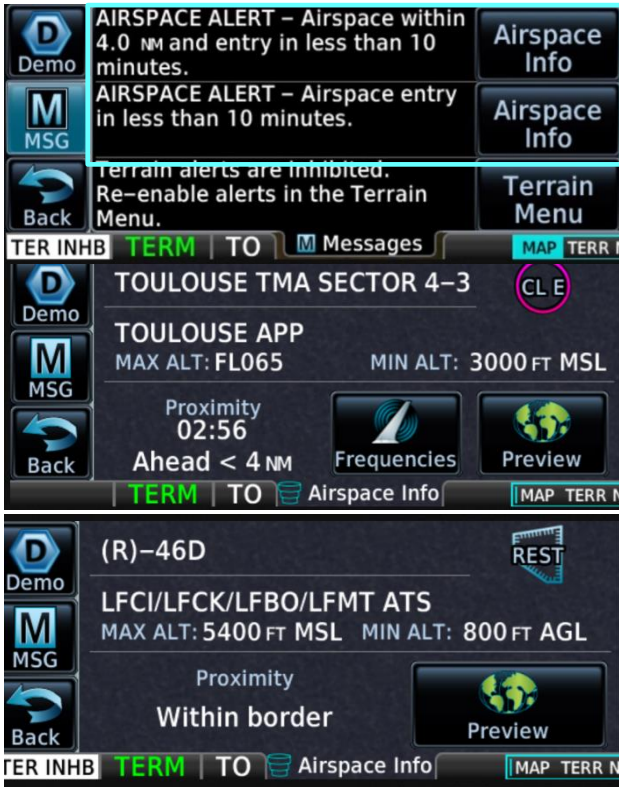 D
Demo
AIRSPACE ALERT – Airspace within
4.0 NM and entry in less than 10
minutes.
Airspace
Info
M
MSG
AIRSPACE ALERT – Airspace entry
in less than 10 minutes.
Airspace
Info
Back
Terrain alerts are inhibited.
Re–enable alerts in the Terrain
Menu.
Terrain
Menu
TER INHB TERM TO M Messages MAP TERR
D
Demo
TOULOUSE TMA SECTOR 4–3
CL E
M
MSG
TOULOUSE APP
MAX ALT: FL065 MIN ALT: 3000 FT MSL
Back
Proximity
02:56
Ahead < 4 NM
Frequencies
Preview
TERM TO Airspace Info MAP TERR N
D
Demo
(R)–46D
REST
M
MSG
LFCI/LFCK/LFBO/LFMT ATS
MAX ALT: 5400 FT MSL MIN ALT: 800 FT AGL
Back
Proximity
Within border
Preview
TER INHB TERM TO Airspace Info MAP TERR N